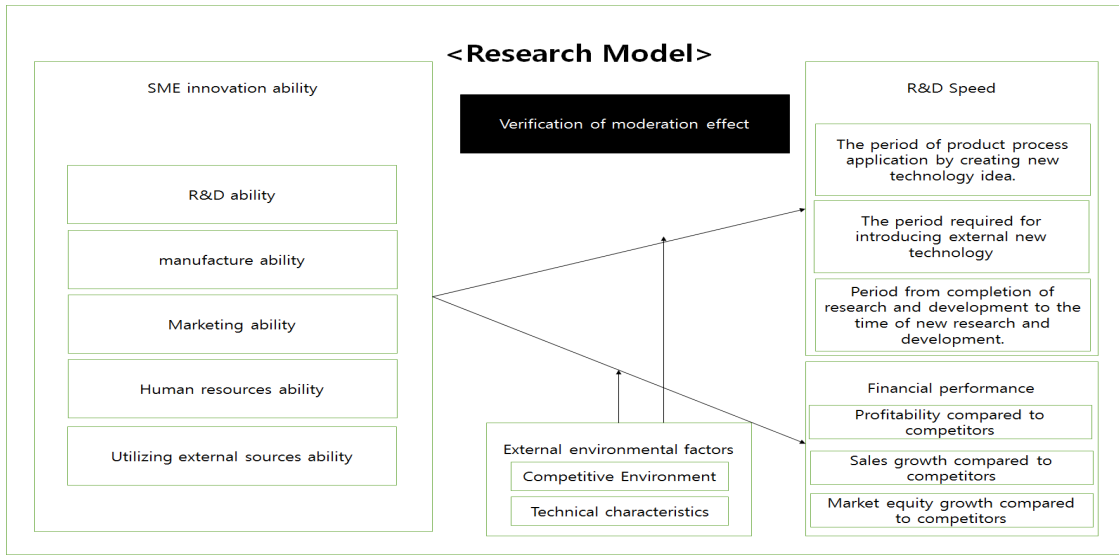 <Research Model>
SME innovation ability
R&D ability
manufacture ability
Marketing ability
Human resources ability
Utilizing external sources ability
Verification of moderation effect
External environmental factors
Competitive Environment
Technical characteristics
R&D Speed
The period of product process
application by creating new
technology idea.
The period required for
introducing external new
technology
Period from completion of
research and development to the
time of new research and
development.
Financial performance
Profitability compared to
competitors
Sales growth compared to
competitors
Market equity growth compared
to competitors